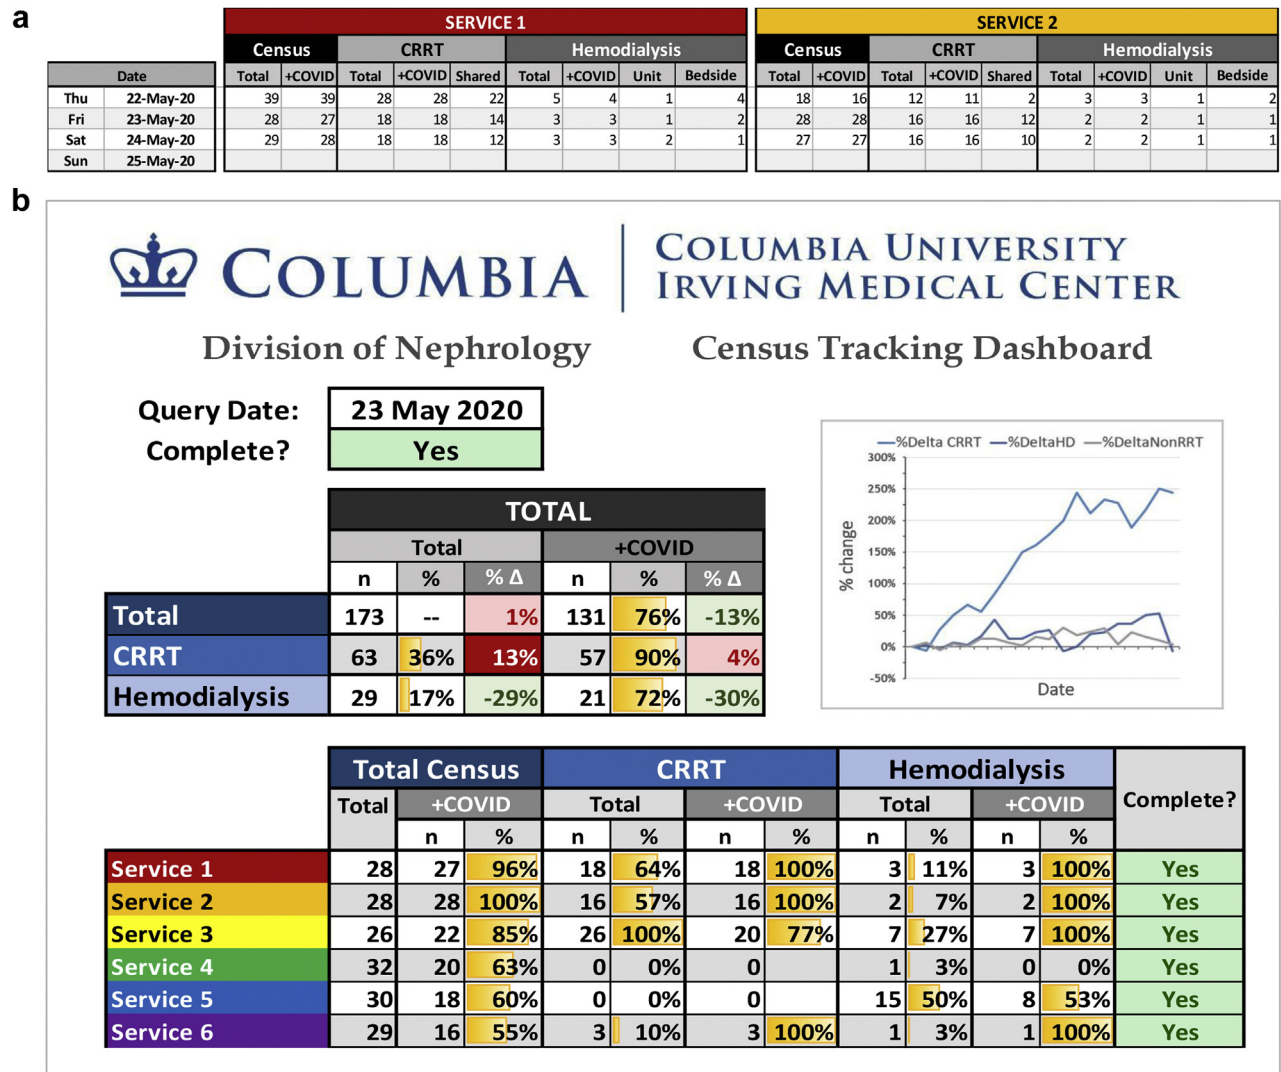 a
SERVICE 1 SERVICE 2
Census CRRT Hemodialysis Census CRRT Hemodialysis
Date Total +COVID Total +COVID Shared Total +COVID Unit Bedside Total +COVID Total +COVID Shared Total +COVID Unit Bedside
Thu 22-May-20 39 39 28 28 22 5 4 1 4 18 16 12 11 2 3 3 1 2
Fri 23-May-20 28 27 18 18 14 3 3 1 2 28 28 16 16 12 2 2 1 1
Sat 24-May-20 29 28 18 18 12 3 3 2 1 27 27 16 16 10 2 2 1 1
Sun 25-May-20
b
COLUMBIA
COLUMBIA UNIVERSITY
IRVING MEDICAL CENTER
Division of Nephrology Census Tracking Dashboard
Query Date: 23 May 2020
Complete? Yes
TOTAL
Total +COVID
n % % Δ n % % Δ
Total 173 -- 1% 131 76% -13%
CRRT 63 36% 13% 57 90% 4%
Hemodialysis 29 17% -29% 21 72% -30%
%Delta CRRT %DeltaHD %DeltaNonRRT
300%
250%
200%
150%
100%
50%
0%
-50%
% change
Date
Total Census CRRT Hemodialysis Complete?
Total +COVID Total +COVID Total +COVID
n % n % n % n % n %
Service 1 28 27 96% 18 64% 18 100% 3 11% 3 100% Yes
Service 2 28 28 100% 16 57% 16 100% 2 7% 2 100% Yes
Service 3 26 22 85% 26 100% 20 77% 7 27% 7 100% Yes
Service 4 32 20 63% 0 0% 0 1 3% 0 0% Yes
Service 5 30 18 60% 0 0% 0 15 50% 8 53% Yes
Service 6 29 16 55% 3 10% 3 100% 1 3% 1 100% Yes